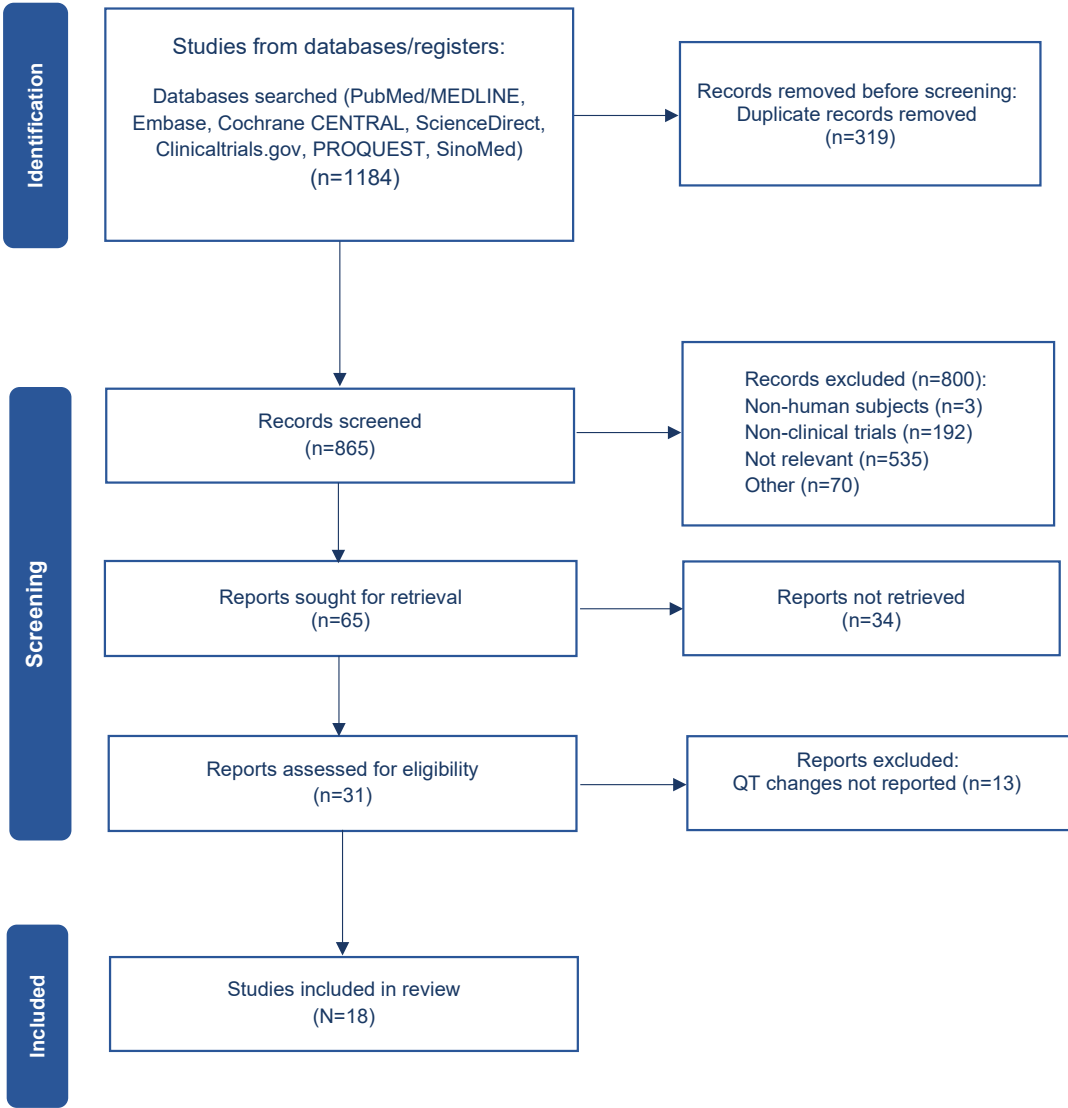 Identification
Studies from databases/registers:
Databases searched (PubMed/MEDLINE,
Embase, Cochrane CENTRAL, ScienceDirect,
Clinicaltrials.gov, PROQUEST, SinoMed)
(n=1184)
Records removed before screening:
Duplicate records removed
(n=319)
Screening
Records screened
(n=865)
Records excluded (n=800):
Non-human subjects (n=3)
Non-clinical trials (n=192)
Not relevant (n=535)
Other (n=70)
Reports sought for retrieval
(n=65)
Reports not retrieved
(n=34)
Reports assessed for eligibility
(n=31)
Reports excluded:
QT changes not reported (n=13)
Included
Studies included in review
(N=18)